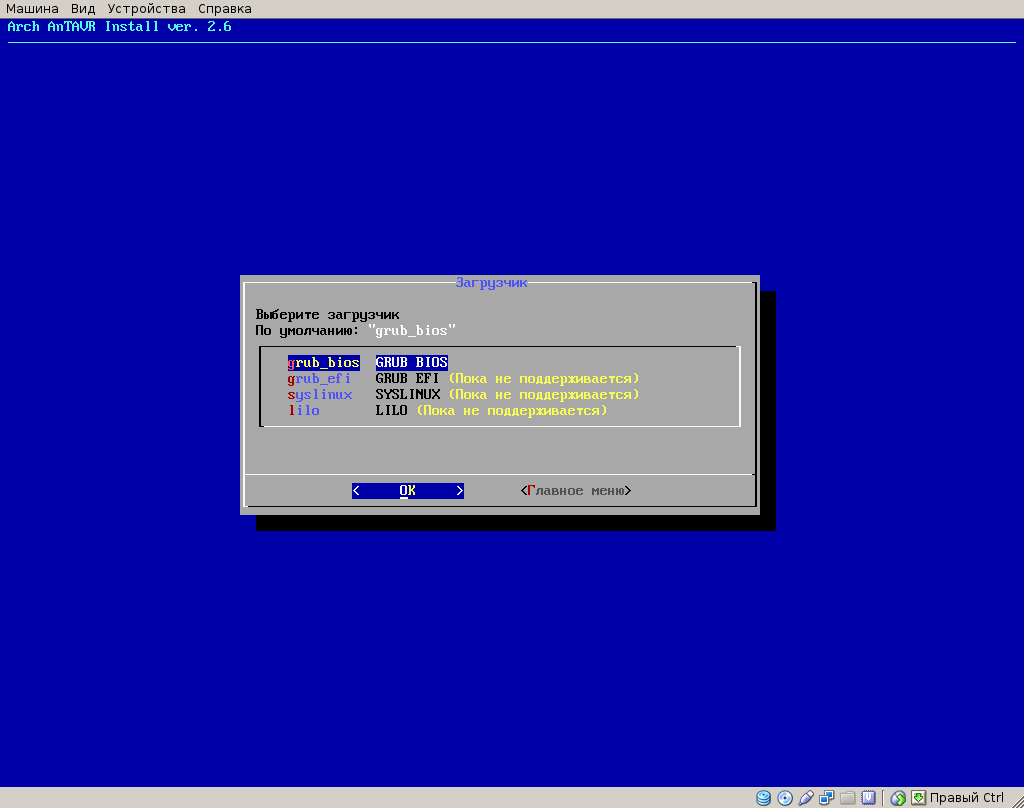 Машина Вид Устройства Справка
Arch AnTAVR Install ver. 2.6
Загрузчик
Выберите загрузчик
По умолчанию: "grub_bios"
grub_bios GRUB BIOS
grub_efi GRUB EFI (Пока не поддерживается)
syslinux SYSLINUX (Пока не поддерживается)
lilo LILO (Пока не поддерживается)
< OK > <Главное меню>
Правый Ctrl